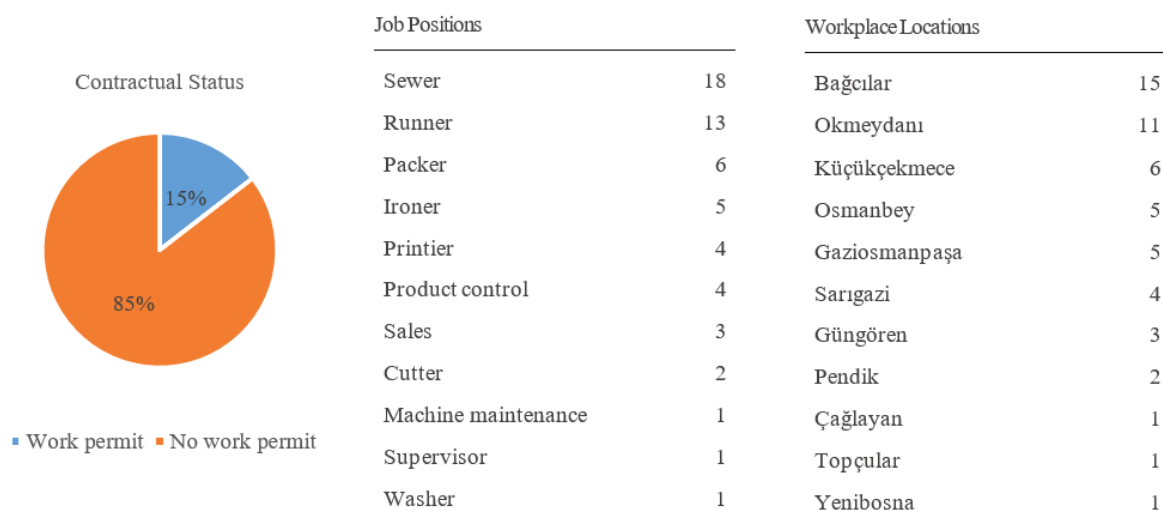 Contractual Status
15%
85%
Work permit No work permit
Job Positions
Sewer 18
Runner 13
Packer 6
Ironer 5
Printier 4
Product control 4
Sales 3
Cutter 2
Machine maintenance 1
Supervisor 1
Washer 1
Workplace Locations
Bağcılar 15
Okmeydanı 11
Küçükçekmece 6
Osmanbey 5
Gaziosmanpaşa 5
Sarıgazi 4
Güngören 3
Pendik 2
Çağlayan 1
Topçular 1
Yenibosna 1